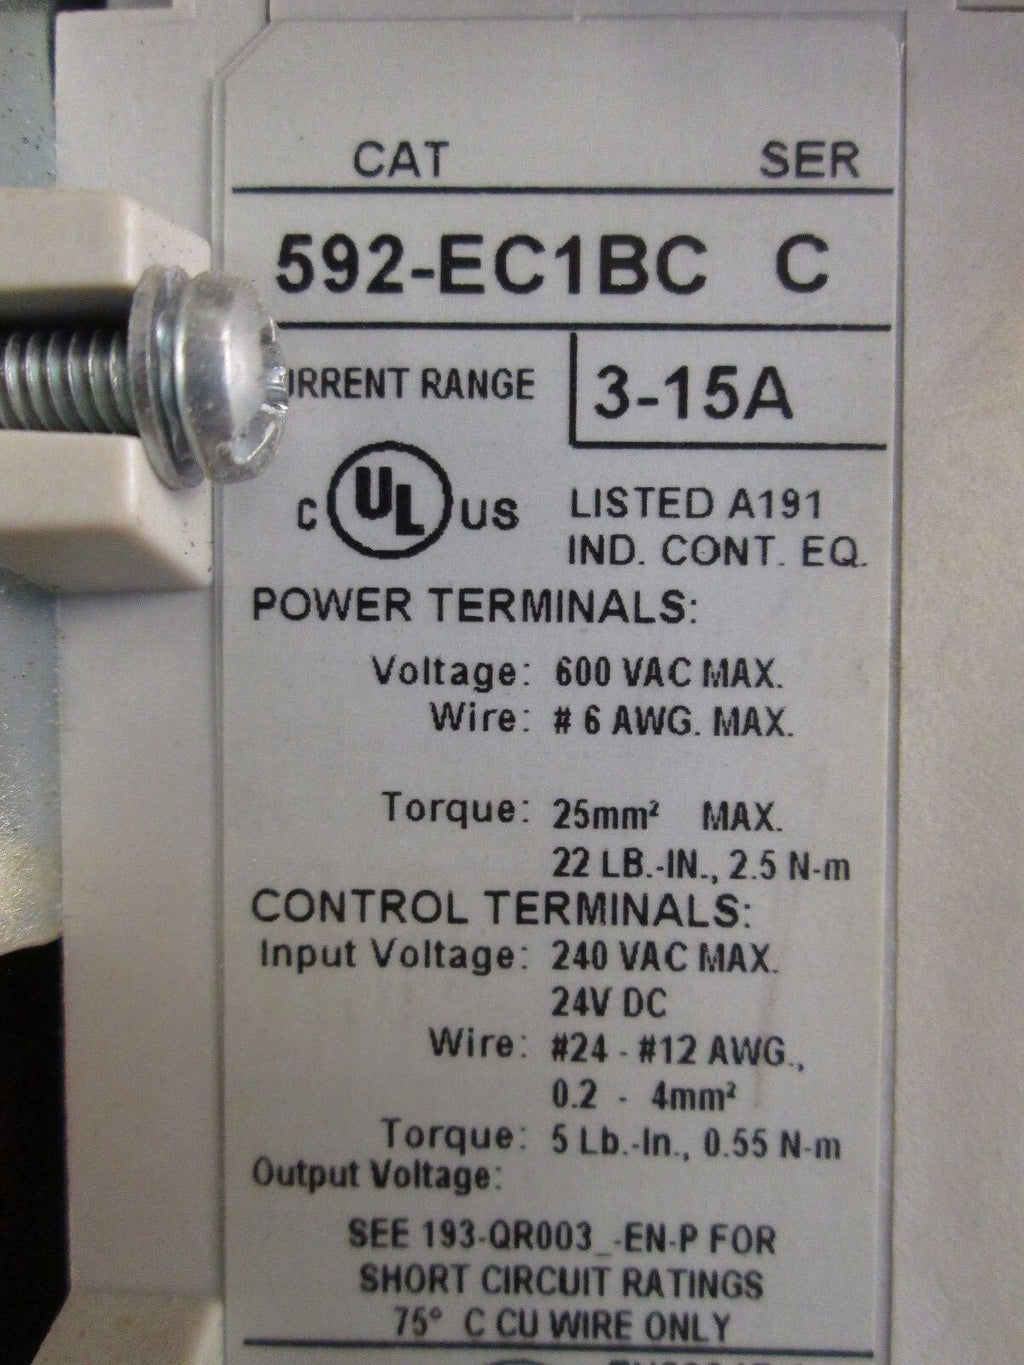 CAT SER
592-EC1BC C
CURRENT RANGE 3-15A
C UL US LISTED A191
IND. CONT. EQ.
POWER TERMINALS:
Voltage: 600 VAC MAX.
Wire: # 6 AWG. MAX.
Torque: 25mm² MAX.
22 LB.-IN., 2.5 N-m
CONTROL TERMINALS:
Input Voltage: 240 VAC MAX.
24V DC
Wire: #24 - #12 AWG.,
0.2 - 4mm²
Torque: 5 Lb.-In., 0.55 N-m
Output Voltage:
SEE 193-QR003_-EN-P FOR
SHORT CIRCUIT RATINGS
75° C CU WIRE ONLY